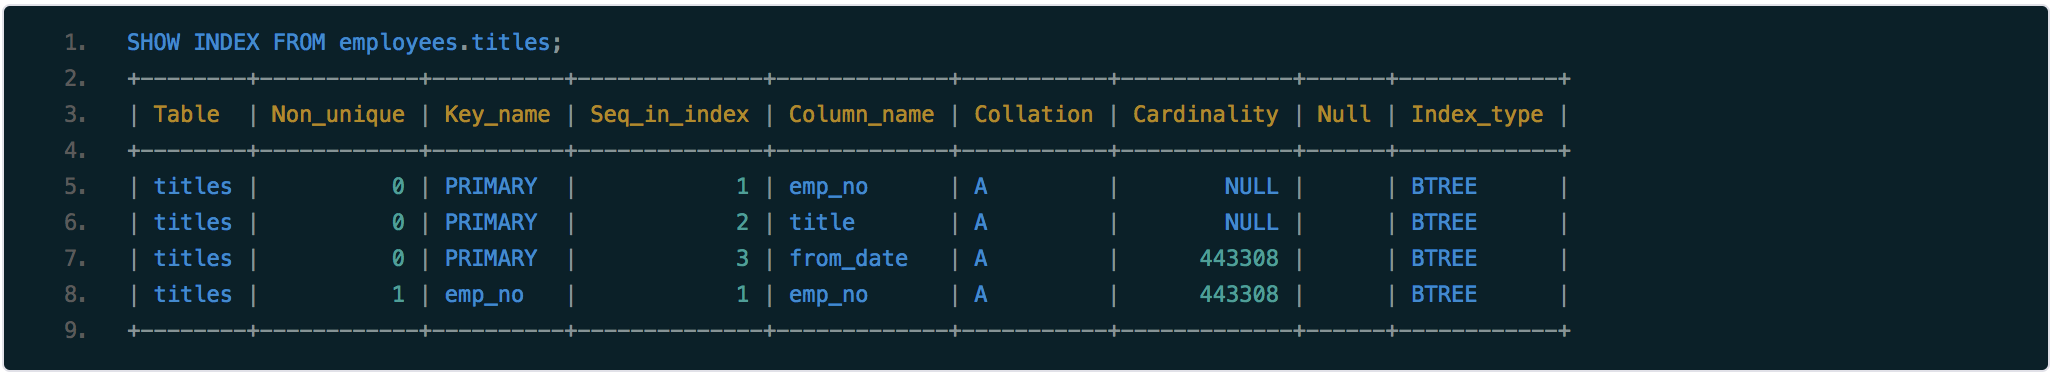 1. SHOW INDEX FROM employees.titles;
2. +--------+------------+----------+--------------+-------------+-----------+-------------+------+------------+
3. | Table  | Non_unique | Key_name | Seq_in_index | Column_name | Collation | Cardinality | Null | Index_type |
4. +--------+------------+----------+--------------+-------------+-----------+-------------+------+------------+
5. | titles |          0 | PRIMARY  |            1 | emp_no      | A         |        NULL |      | BTREE      |
6. | titles |          0 | PRIMARY  |            2 | title       | A         |        NULL |      | BTREE      |
7. | titles |          0 | PRIMARY  |            3 | from_date   | A         |      443308 |      | BTREE      |
8. | titles |          1 | emp_no   |            1 | emp_no      | A         |      443308 |      | BTREE      |
9. +--------+------------+----------+--------------+-------------+-----------+-------------+------+------------+